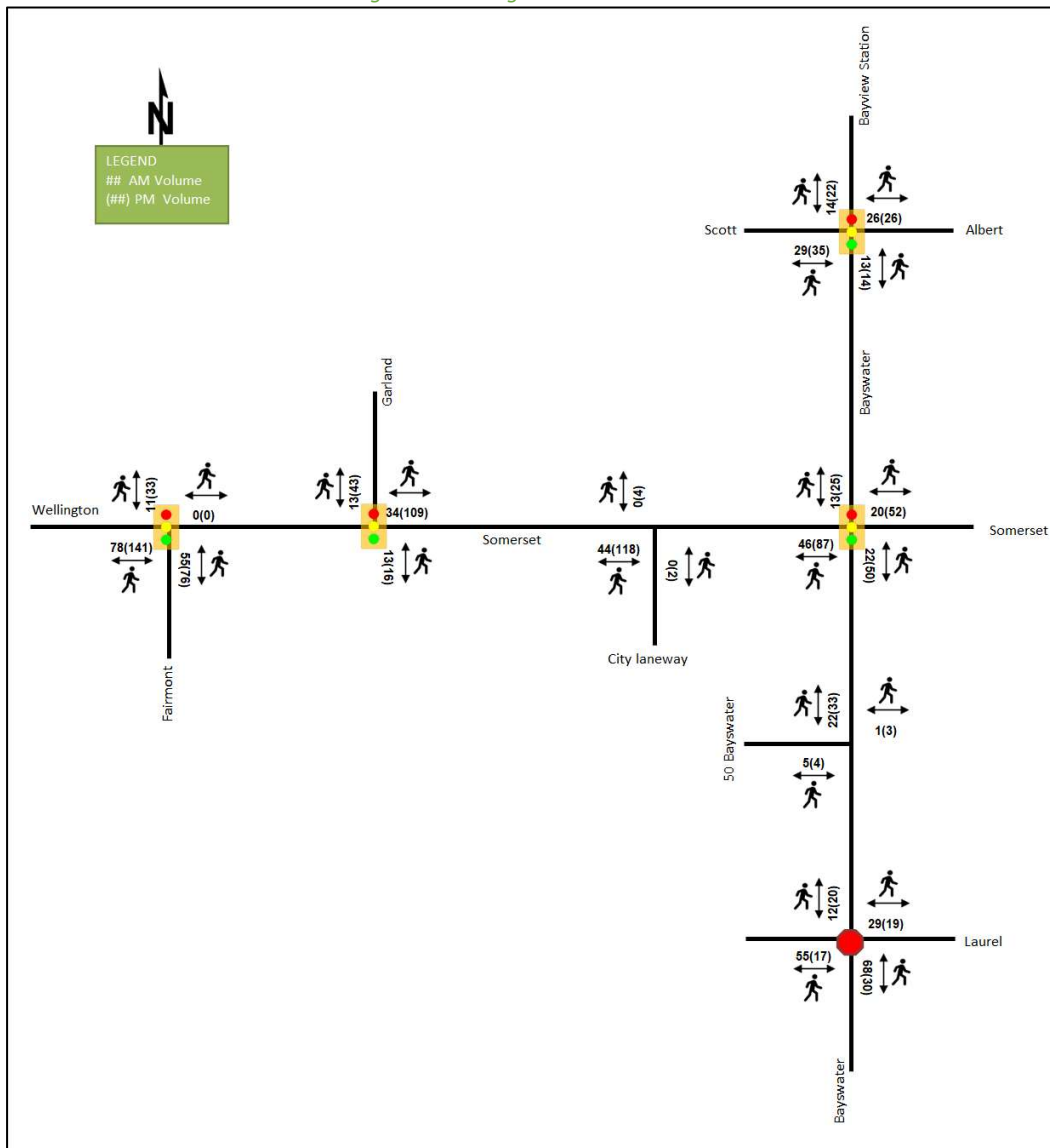 N
LEGEND
## AM Volume
(##) PM Volume
Bayview Station
14(22)
26(26)
Scott
Albert
29(35)
13(14)
Bayswater
Garland
11(33)
0(0)
13(43)
34(109)
0(4)
13(25)
20(52)
Wellington
Somerset
Somerset
78(141)
55(76)
13(16)
44(118)
0(2)
46(87)
22(50)
Fairmont
City laneway
22(33)
1(3)
50 Bayswater
5(4)
12(20)
29(19)
Laurel
55(17)
68(30)
Bayswater